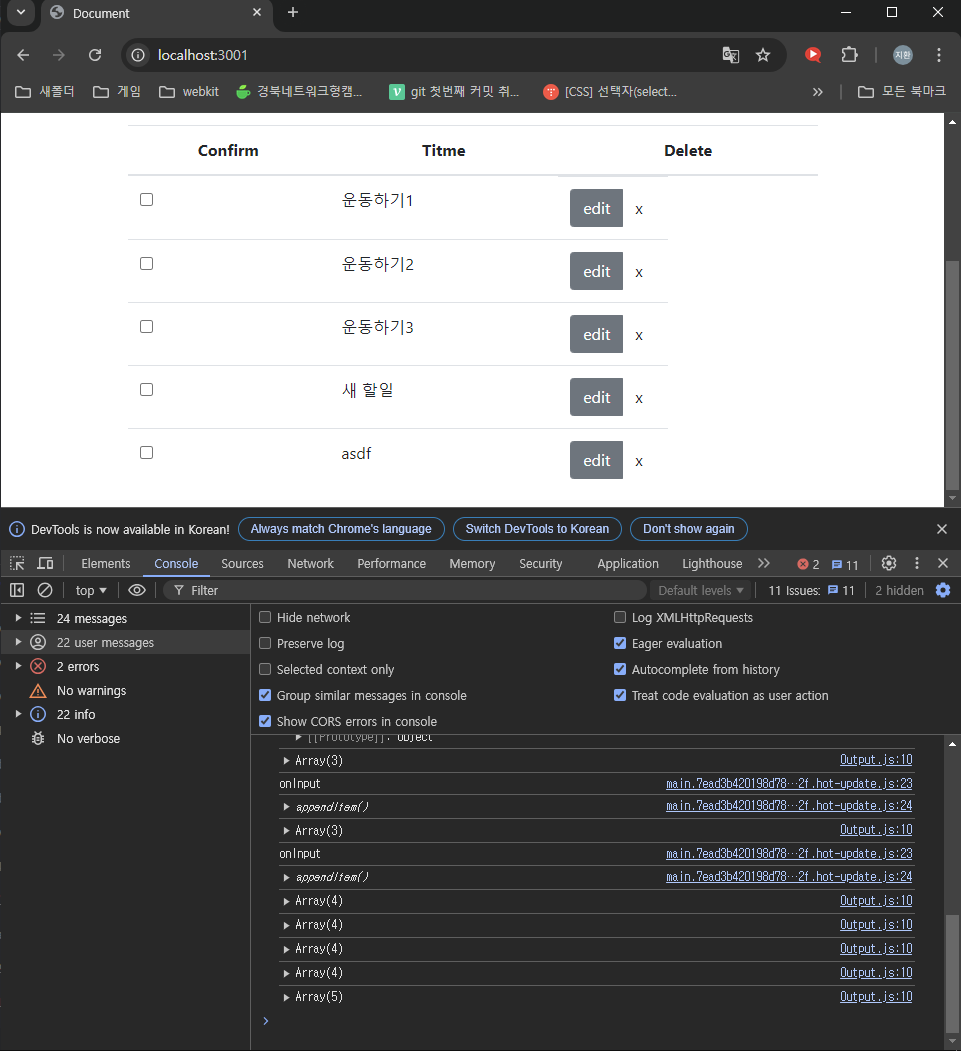 Document
localhost:3001
지환
새폴더 게임 webkit 경북네트워크형캠... git 첫번째 커밋 취... [CSS] 선택자(select... 모든 북마크
Confirm Titme Delete
운동하기1 edit x
운동하기2 edit x
운동하기3 edit x
새 할일 edit x
asdf edit x
DevTools is now available in Korean! Always match Chrome's language Switch DevTools to Korean Don't show again
Elements Console Sources Network Performance Memory Security Application Lighthouse 2 11
top Filter Default levels 11 Issues: 11 2 hidden
24 messages
22 user messages
2 errors
No warnings
22 info
No verbose
Hide network Log XMLHttpRequests
Preserve log Eager evaluation
Selected context only Autocomplete from history
Group similar messages in console Treat code evaluation as user action
Show CORS errors in console
[[Prototype]]: Object
Array(3) Output.js:10
onInput main.7ead3b420198d78…2f.hot-update.js:23
appendItem() main.7ead3b420198d78…2f.hot-update.js:24
Array(3) Output.js:10
onInput main.7ead3b420198d78…2f.hot-update.js:23
appendItem() main.7ead3b420198d78…2f.hot-update.js:24
Array(4) Output.js:10
Array(4) Output.js:10
Array(4) Output.js:10
Array(4) Output.js:10
Array(5) Output.js:10